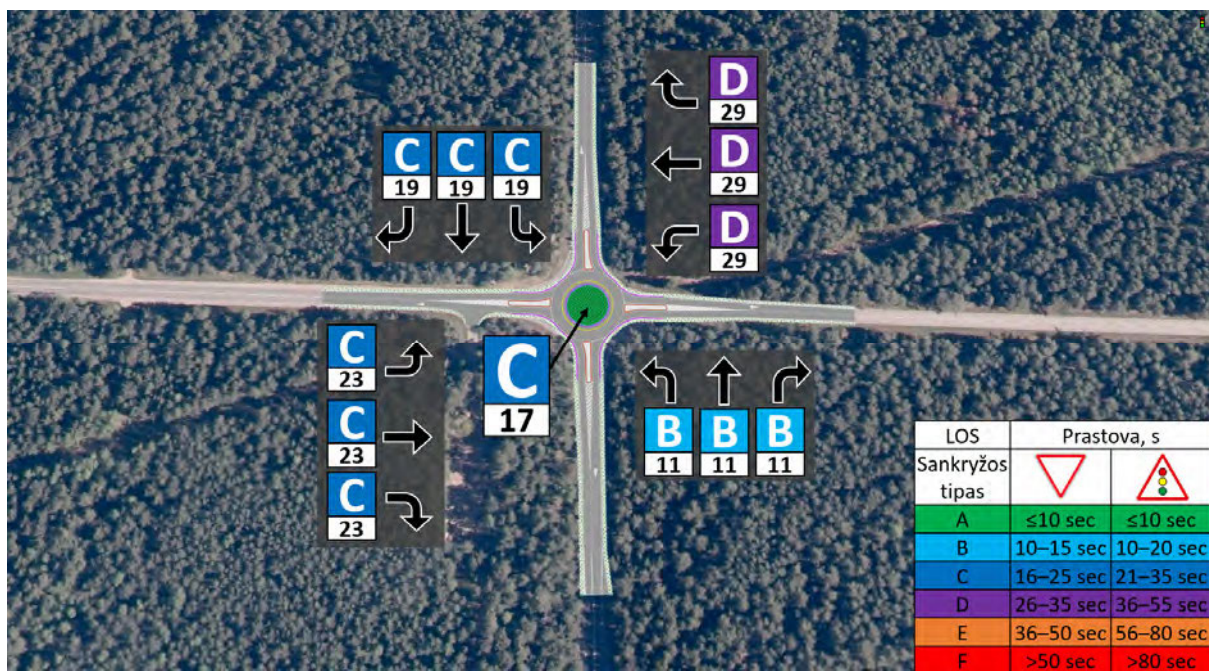 D
29
D
29
D
29
C C C
19 19 19
C
23
C
23
C
23
C
17
B B B
11 11 11
LOS Prastova, s
Sankryžos
tipas
A ≤10 sec ≤10 sec
B 10–15 sec 10–20 sec
C 16–25 sec 21–35 sec
D 26–35 sec 36–55 sec
E 36–50 sec 56–80 sec
F >50 sec >80 sec